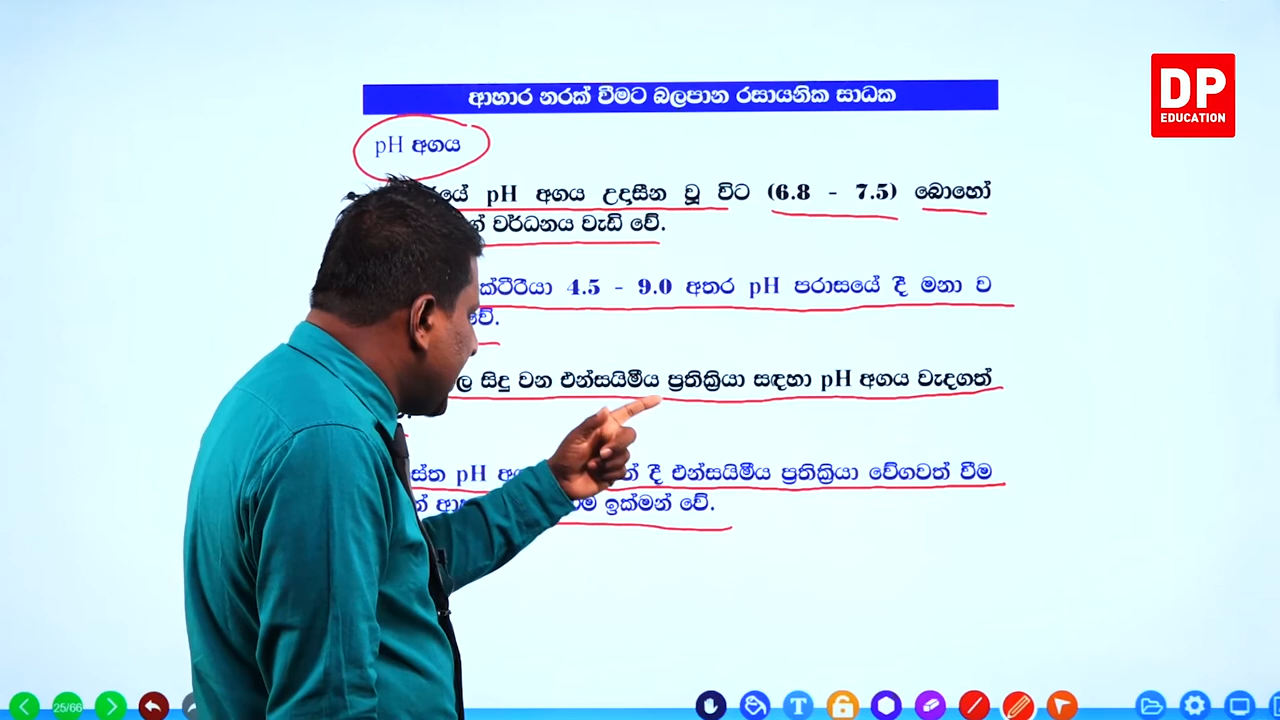 DP
EDUCATION
ආහාර නරක් වීමට බලපාන රසායනික සාධක
pH අගය
pH අගය උදාසීන වූ විට (6.8 - 7.5) බොහෝ
වර්ධනය වැඩි වේ.
4.5 - 9.0 අතර pH පරාසයේ දී මනා ව
වේ.
සිදු වන එන්සයිමීය ප්‍රතික්‍රියා සඳහා pH අගය වැදගත්
pH දී එන්සයිමීය ප්‍රතික්‍රියා වේගවත් වීම
ඉක්මන් වේ.
25/66